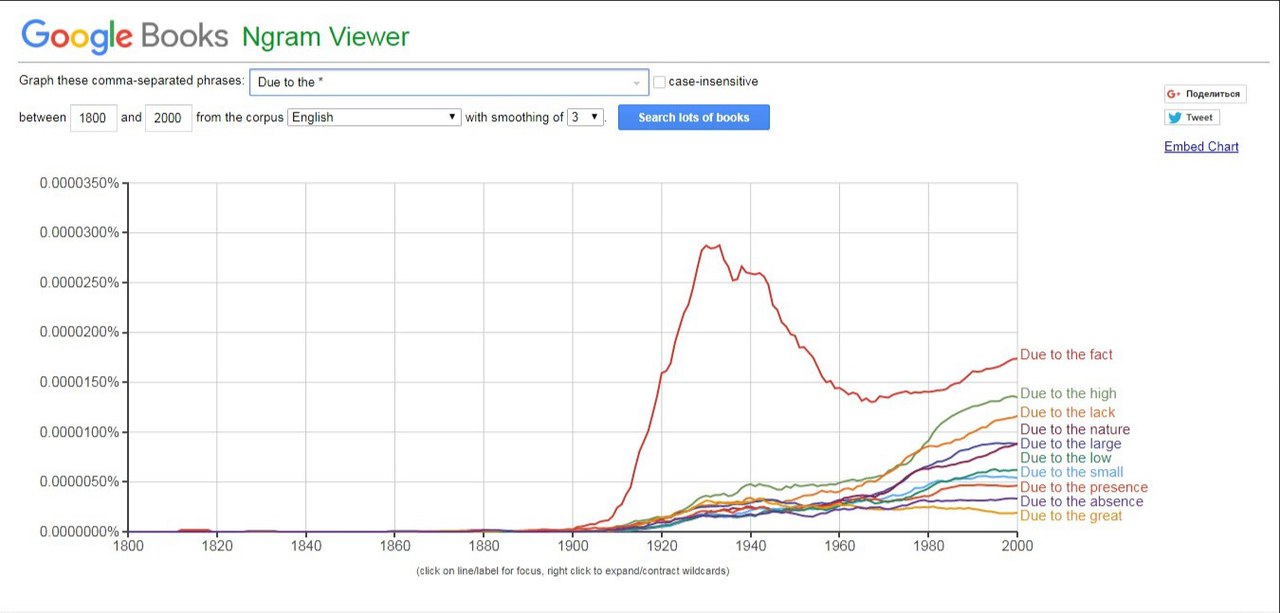 Google Books Ngram Viewer
Graph these comma-separated phrases: Due to the * case-insensitive
between 1800 and 2000 from the corpus English with smoothing of 3 . Search lots of books
G+ Поделиться
Tweet
Embed Chart
0.0000350%
0.0000300%
0.0000250%
0.0000200%
0.0000150%
0.0000100%
0.0000050%
0.0000000%
1800 1820 1840 1860 1880 1900 1920 1940 1960 1980 2000
Due to the fact
Due to the high
Due to the lack
Due to the nature
Due to the large
Due to the low
Due to the small
Due to the presence
Due to the absence
Due to the great
(click on line/label for focus, right click to expand/contract wildcards)